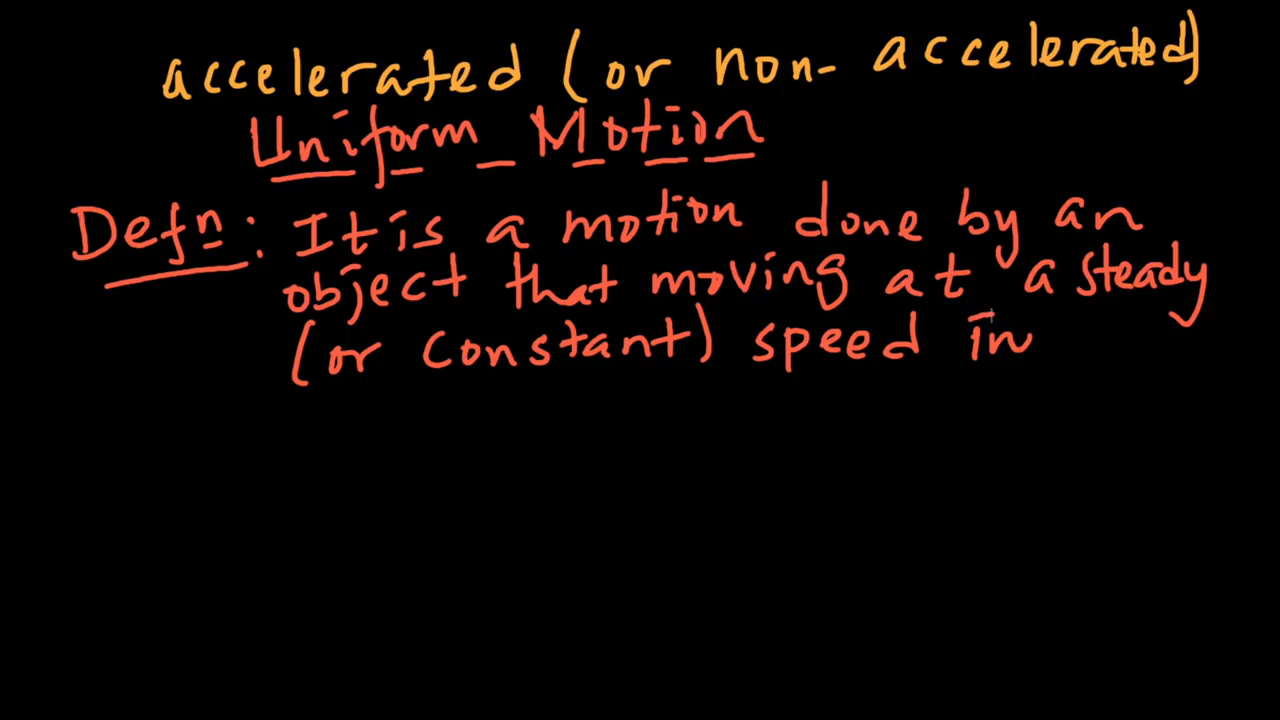 accelerated (or non-accelerated)
Uniform Motion
Defn: It is a motion done by an
object that moving at a steady
(or constant) speed in